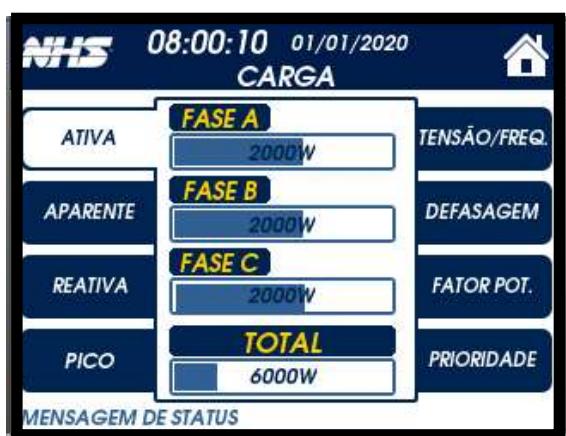 NHS 08:00:10 01/01/2020
CARGA
ATIVA
APARENTE
REATIVA
PICO
FASE A
2000W
FASE B
2000W
FASE C
2000W
TOTAL
6000W
TENSÃO/FREQ.
DEFASAGEM
FATOR POT.
PRIORIDADE
MENSAGEM DE STATUS